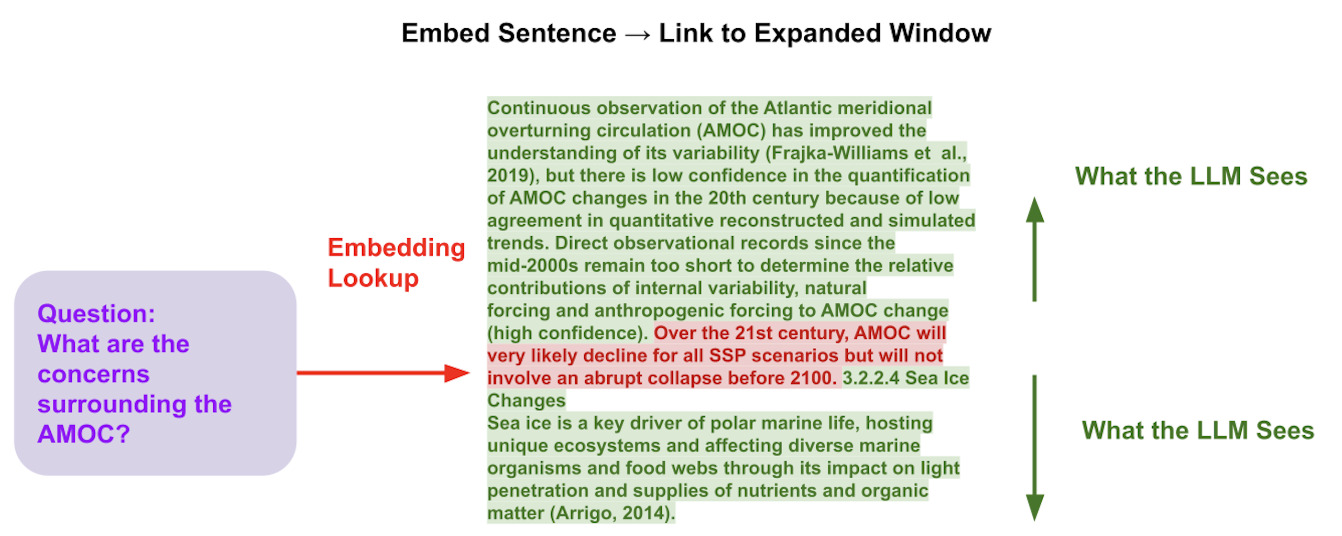 Embed Sentence → Link to Expanded Window
Question:
What are the
concerns
surrounding the
AMOC?
Embedding
Lookup
Continuous observation of the Atlantic meridional
overturning circulation (AMOC) has improved the
understanding of its variability (Frajka-Williams et  al.,
2019), but there is low confidence in the quantification
of AMOC changes in the 20th century because of low
agreement in quantitative reconstructed and simulated
trends. Direct observational records since the
mid-2000s remain too short to determine the relative
contributions of internal variability, natural
forcing and anthropogenic forcing to AMOC change
(high confidence). Over the 21st century, AMOC will
very likely decline for all SSP scenarios but will not
involve an abrupt collapse before 2100. 3.2.2.4 Sea Ice
Changes
Sea ice is a key driver of polar marine life, hosting
unique ecosystems and affecting diverse marine
organisms and food webs through its impact on light
penetration and supplies of nutrients and organic
matter (Arrigo, 2014).
What the LLM Sees
What the LLM Sees